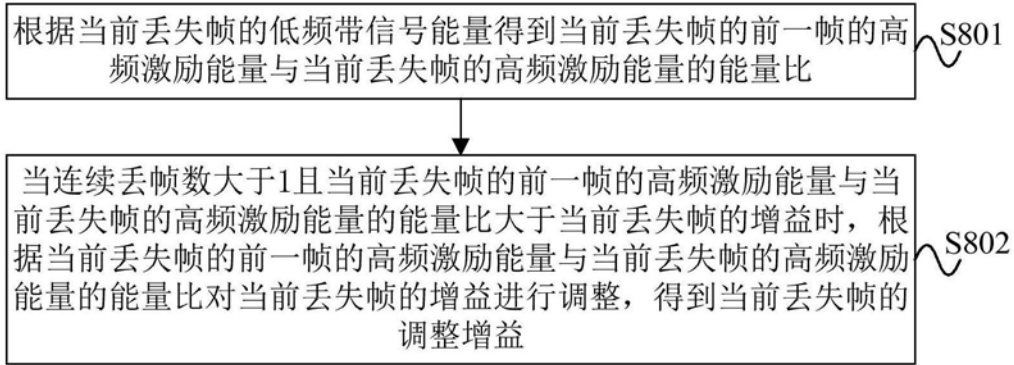 根据当前丢失帧的低频带信号能量得到当前丢失帧的前一帧的高
频激励能量与当前丢失帧的高频激励能量的能量比
S801
当连续丢帧数大于1且当前丢失帧的前一帧的高频激励能量与当
前丢失帧的高频激励能量的能量比大于当前丢失帧的增益时，根
据当前丢失帧的前一帧的高频激励能量与当前丢失帧的高频激励
能量的能量比对当前丢失帧的增益进行调整，得到当前丢失帧的
调整增益
S802